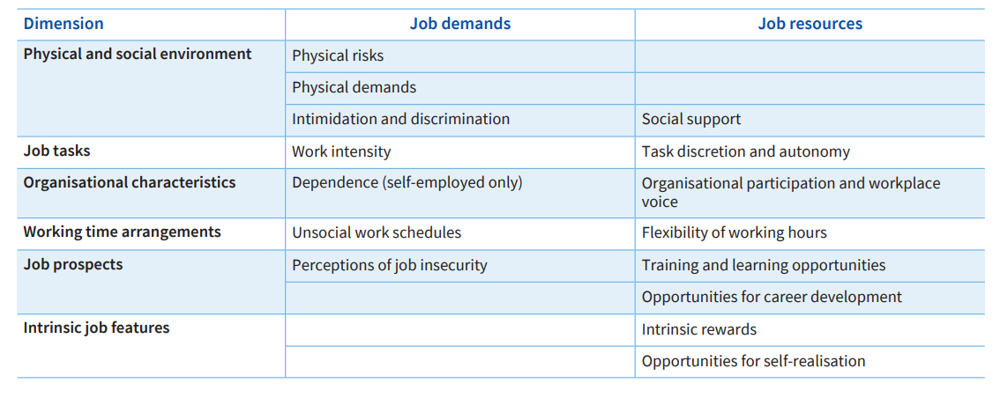 Dimension Job demands Job resources
Physical and social environment Physical risks
Physical demands
Intimidation and discrimination Social support
Job tasks Work intensity Task discretion and autonomy
Organisational characteristics Dependence (self-employed only) Organisational participation and workplace
voice
Working time arrangements Unsocial work schedules Flexibility of working hours
Job prospects Perceptions of job insecurity Training and learning opportunities
Opportunities for career development
Intrinsic job features Intrinsic rewards
Opportunities for self-realisation